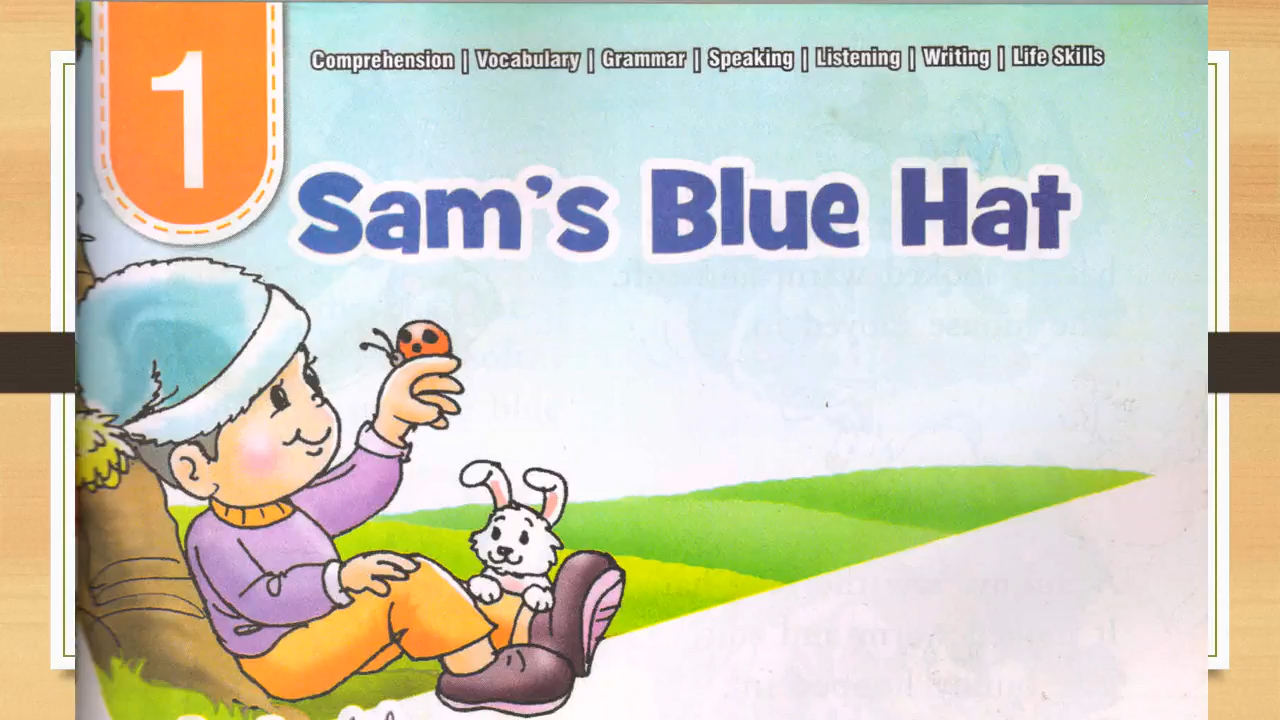 1
Comprehension | Vocabulary | Grammar | Speaking | Listening | Writing | Life Skills
Sam's Blue Hat